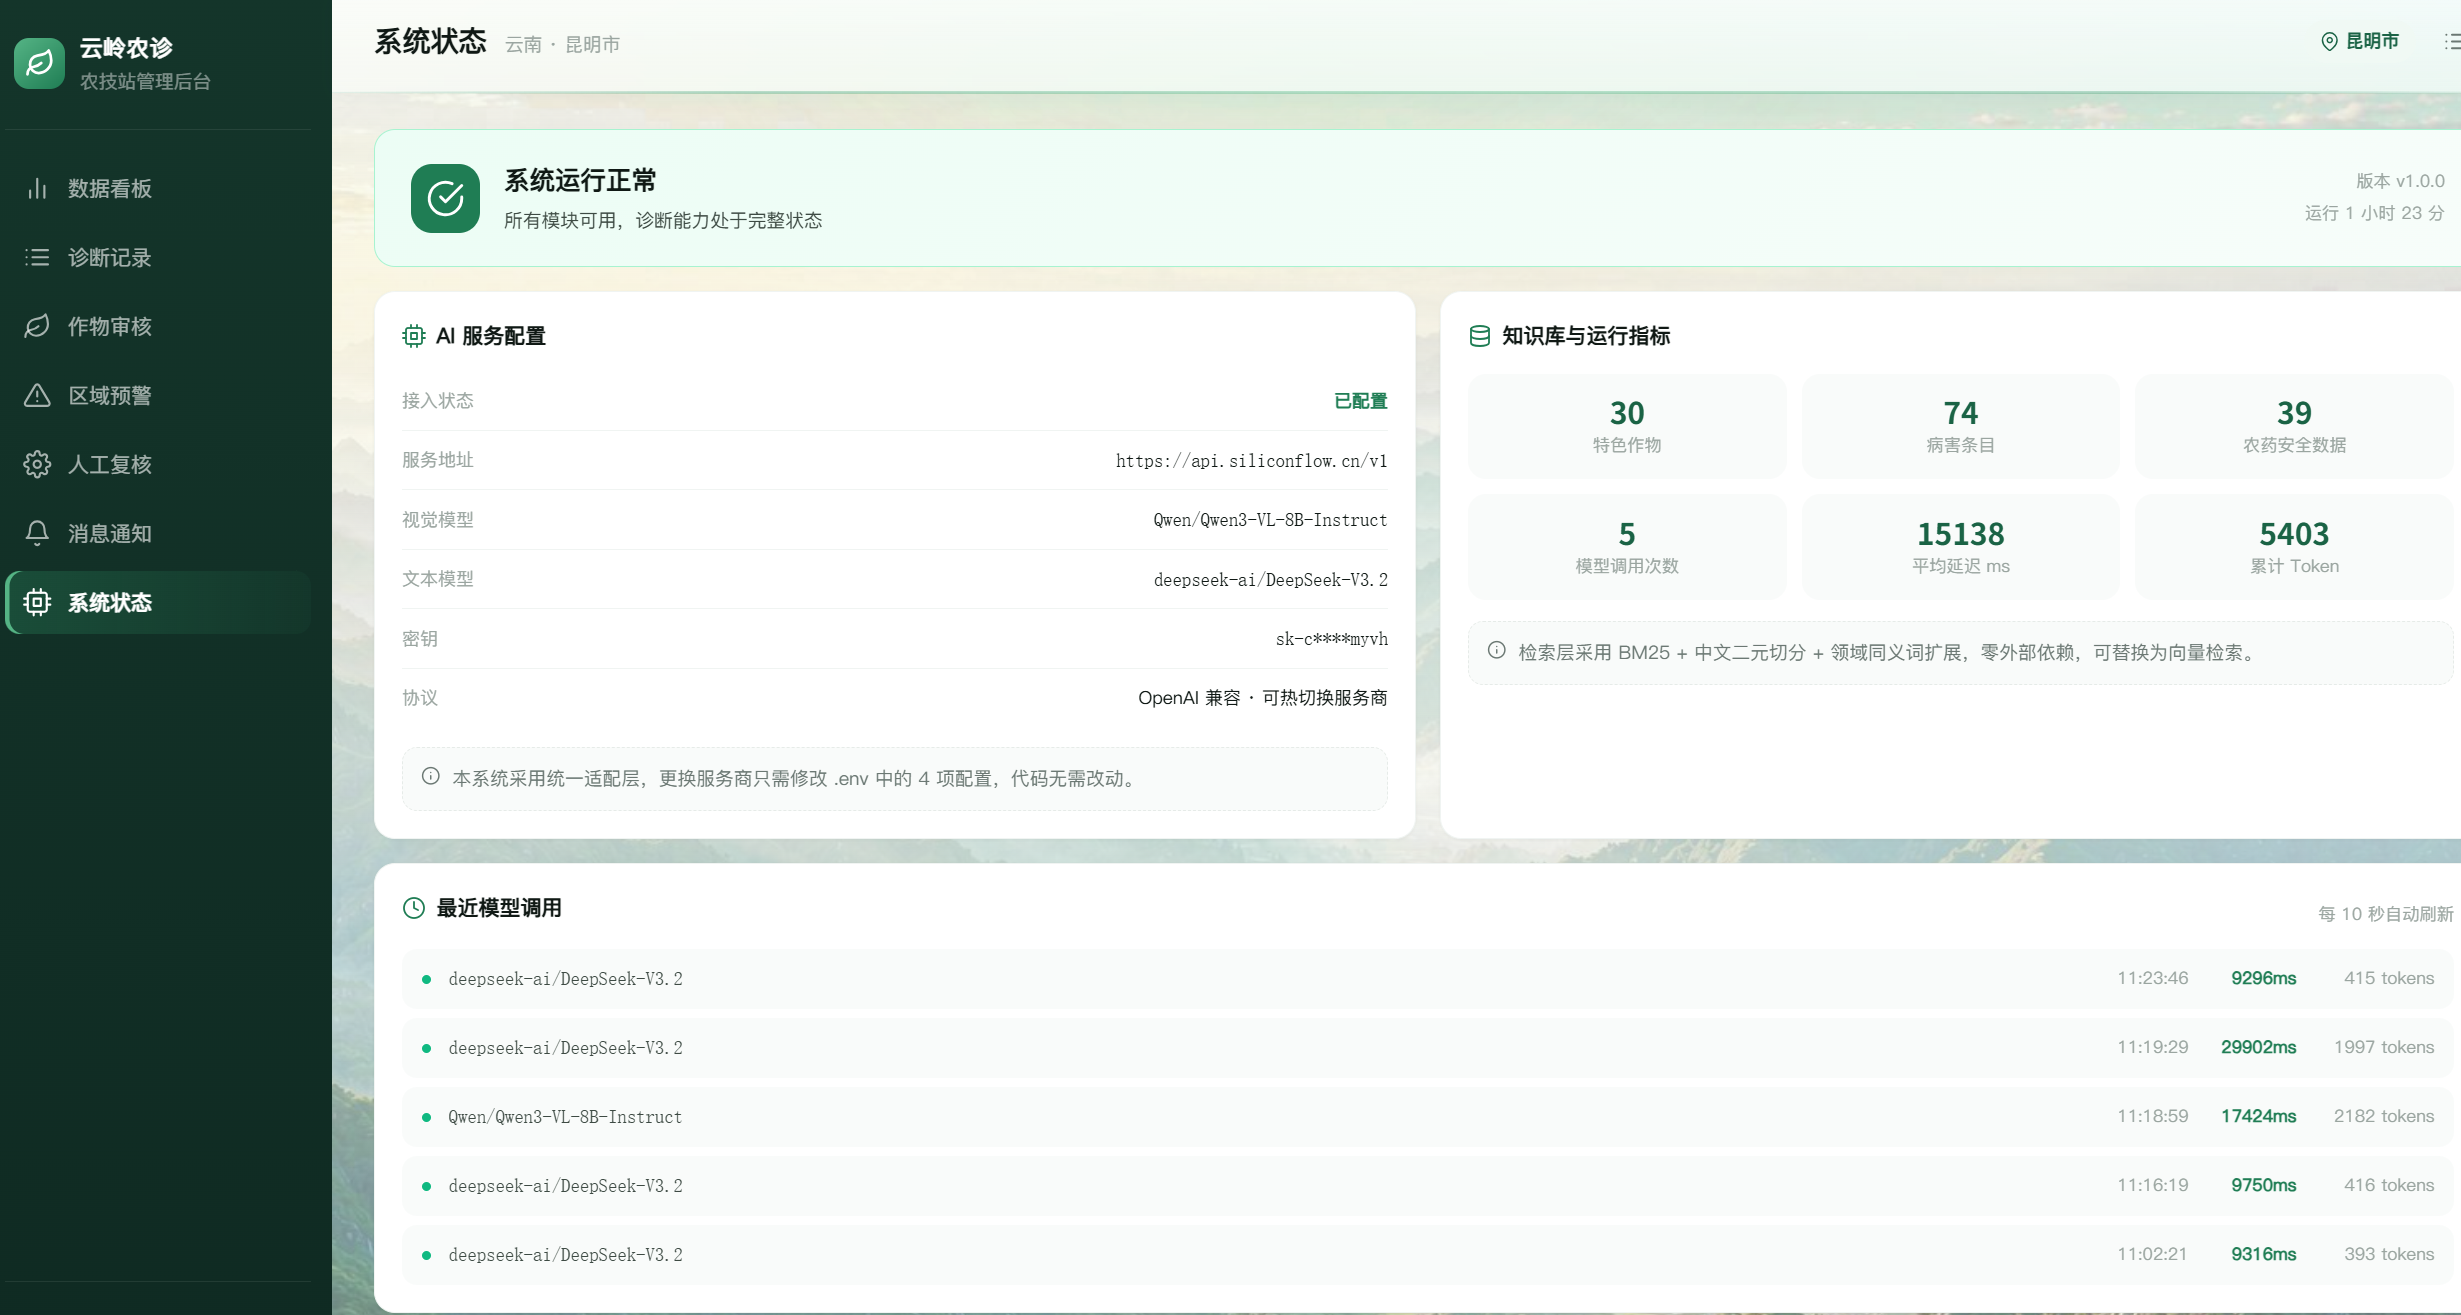 云岭农诊
农技站管理后台
数据看板
诊断记录
作物审核
区域预警
人工复核
消息通知
系统状态
系统状态 云南 · 昆明市
昆明市
系统运行正常
所有模块可用，诊断能力处于完整状态
版本 v1.0.0
运行 1 小时 23 分
AI 服务配置
接入状态 已配置
服务地址 https://api.siliconflow.cn/v1
视觉模型 Qwen/Qwen3-VL-8B-Instruct
文本模型 deepseek-ai/DeepSeek-V3.2
密钥 sk-c****myvh
协议 OpenAI 兼容 · 可热切换服务商
本系统采用统一适配层，更换服务商只需修改 .env 中的 4 项配置，代码无需改动。
知识库与运行指标
30
特色作物
74
病害条目
39
农药安全数据
5
模型调用次数
15138
平均延迟 ms
5403
累计 Token
检索层采用 BM25 + 中文二元切分 + 领域同义词扩展，零外部依赖，可替换为向量检索。
最近模型调用
每 10 秒自动刷新
deepseek-ai/DeepSeek-V3.2 11:23:46 9296ms 415 tokens
deepseek-ai/DeepSeek-V3.2 11:19:29 29902ms 1997 tokens
Qwen/Qwen3-VL-8B-Instruct 11:18:59 17424ms 2182 tokens
deepseek-ai/DeepSeek-V3.2 11:16:19 9750ms 416 tokens
deepseek-ai/DeepSeek-V3.2 11:02:21 9316ms 393 tokens